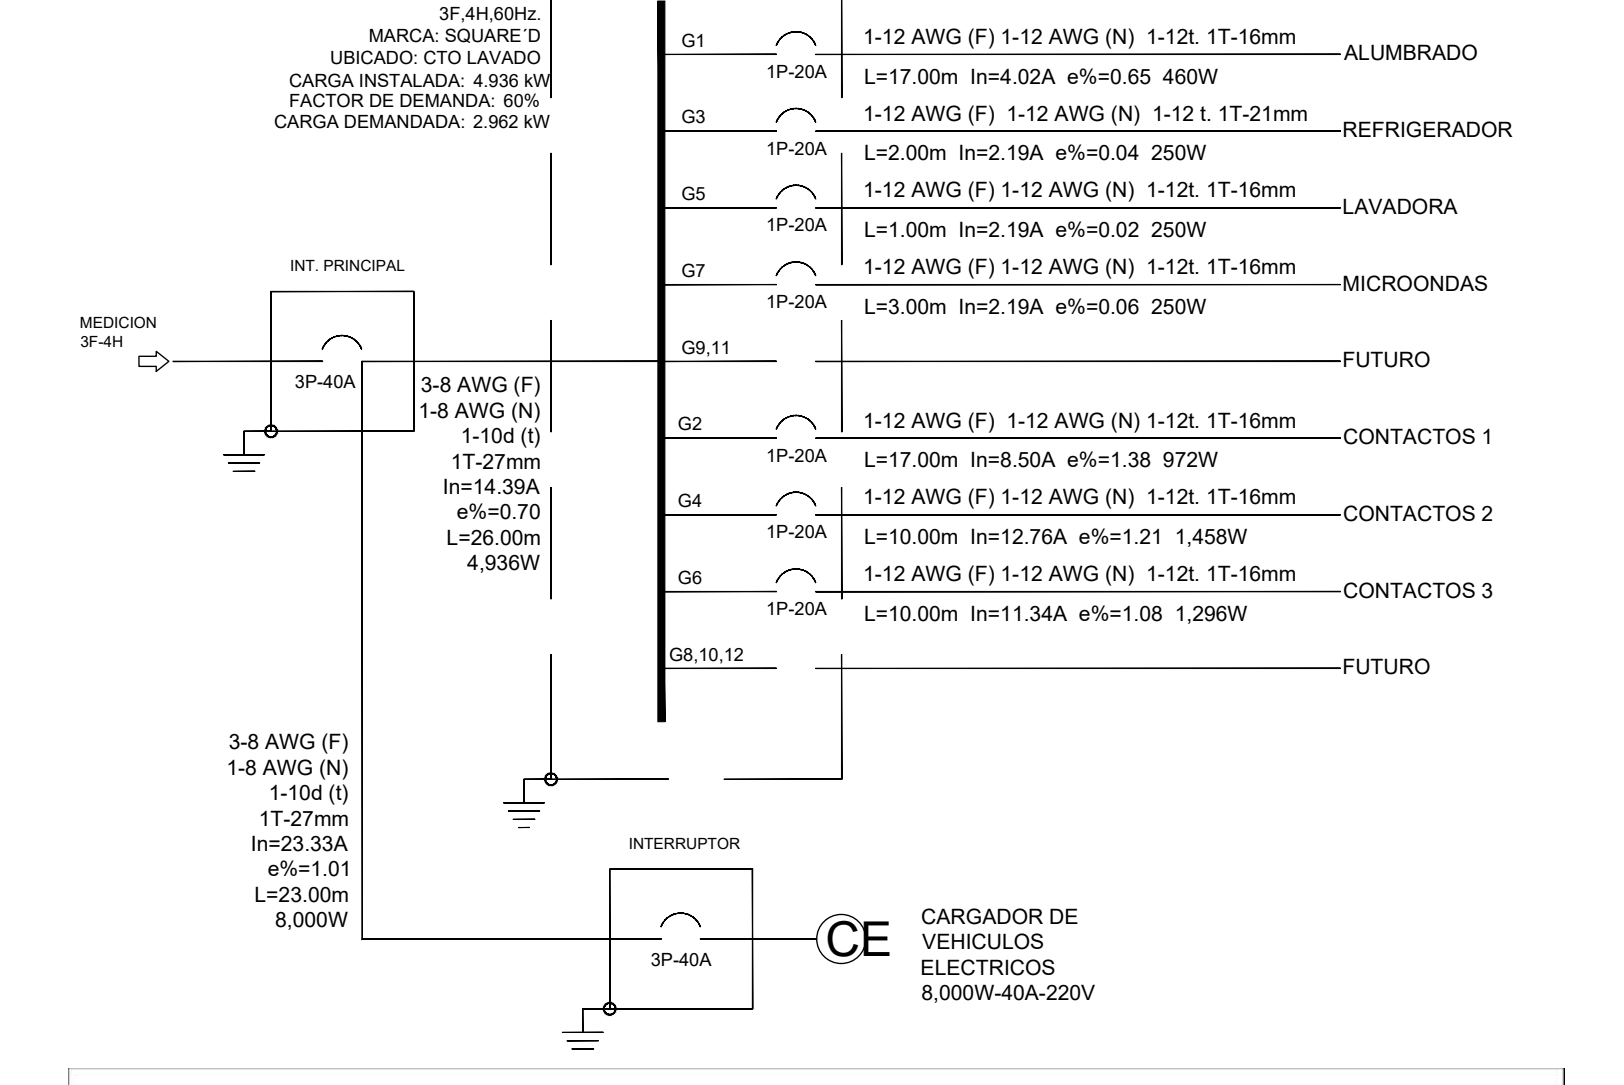 3F,4H,60Hz.
MARCA: SQUARE´D
UBICADO: CTO LAVADO
CARGA INSTALADA: 4.936 kW
FACTOR DE DEMANDA: 60%
CARGA DEMANDADA: 2.962 kW
G1
1P-20A
1-12 AWG (F) 1-12 AWG (N) 1-12t. 1T-16mm
L=17.00m In=4.02A e%=0.65 460W
ALUMBRADO
G3
1P-20A
1-12 AWG (F) 1-12 AWG (N) 1-12 t. 1T-21mm
L=2.00m In=2.19A e%=0.04 250W
REFRIGERADOR
G5
1P-20A
1-12 AWG (F) 1-12 AWG (N) 1-12t. 1T-16mm
L=1.00m In=2.19A e%=0.02 250W
LAVADORA
G7
1P-20A
1-12 AWG (F) 1-12 AWG (N) 1-12t. 1T-16mm
L=3.00m In=2.19A e%=0.06 250W
MICROONDAS
G9,11
FUTURO
G2
1P-20A
1-12 AWG (F) 1-12 AWG (N) 1-12t. 1T-16mm
L=17.00m In=8.50A e%=1.38 972W
CONTACTOS 1
G4
1P-20A
1-12 AWG (F) 1-12 AWG (N) 1-12t. 1T-16mm
L=10.00m In=12.76A e%=1.21 1,458W
CONTACTOS 2
G6
1P-20A
1-12 AWG (F) 1-12 AWG (N) 1-12t. 1T-16mm
L=10.00m In=11.34A e%=1.08 1,296W
CONTACTOS 3
G8,10,12
FUTURO
INT. PRINCIPAL
MEDICION
3F-4H
3P-40A
3-8 AWG (F)
1-8 AWG (N)
1-10d (t)
1T-27mm
In=14.39A
e%=0.70
L=26.00m
4,936W
3-8 AWG (F)
1-8 AWG (N)
1-10d (t)
1T-27mm
In=23.33A
e%=1.01
L=23.00m
8,000W
INTERRUPTOR
3P-40A
CE
CARGADOR DE
VEHICULOS
ELECTRICOS
8,000W-40A-220V